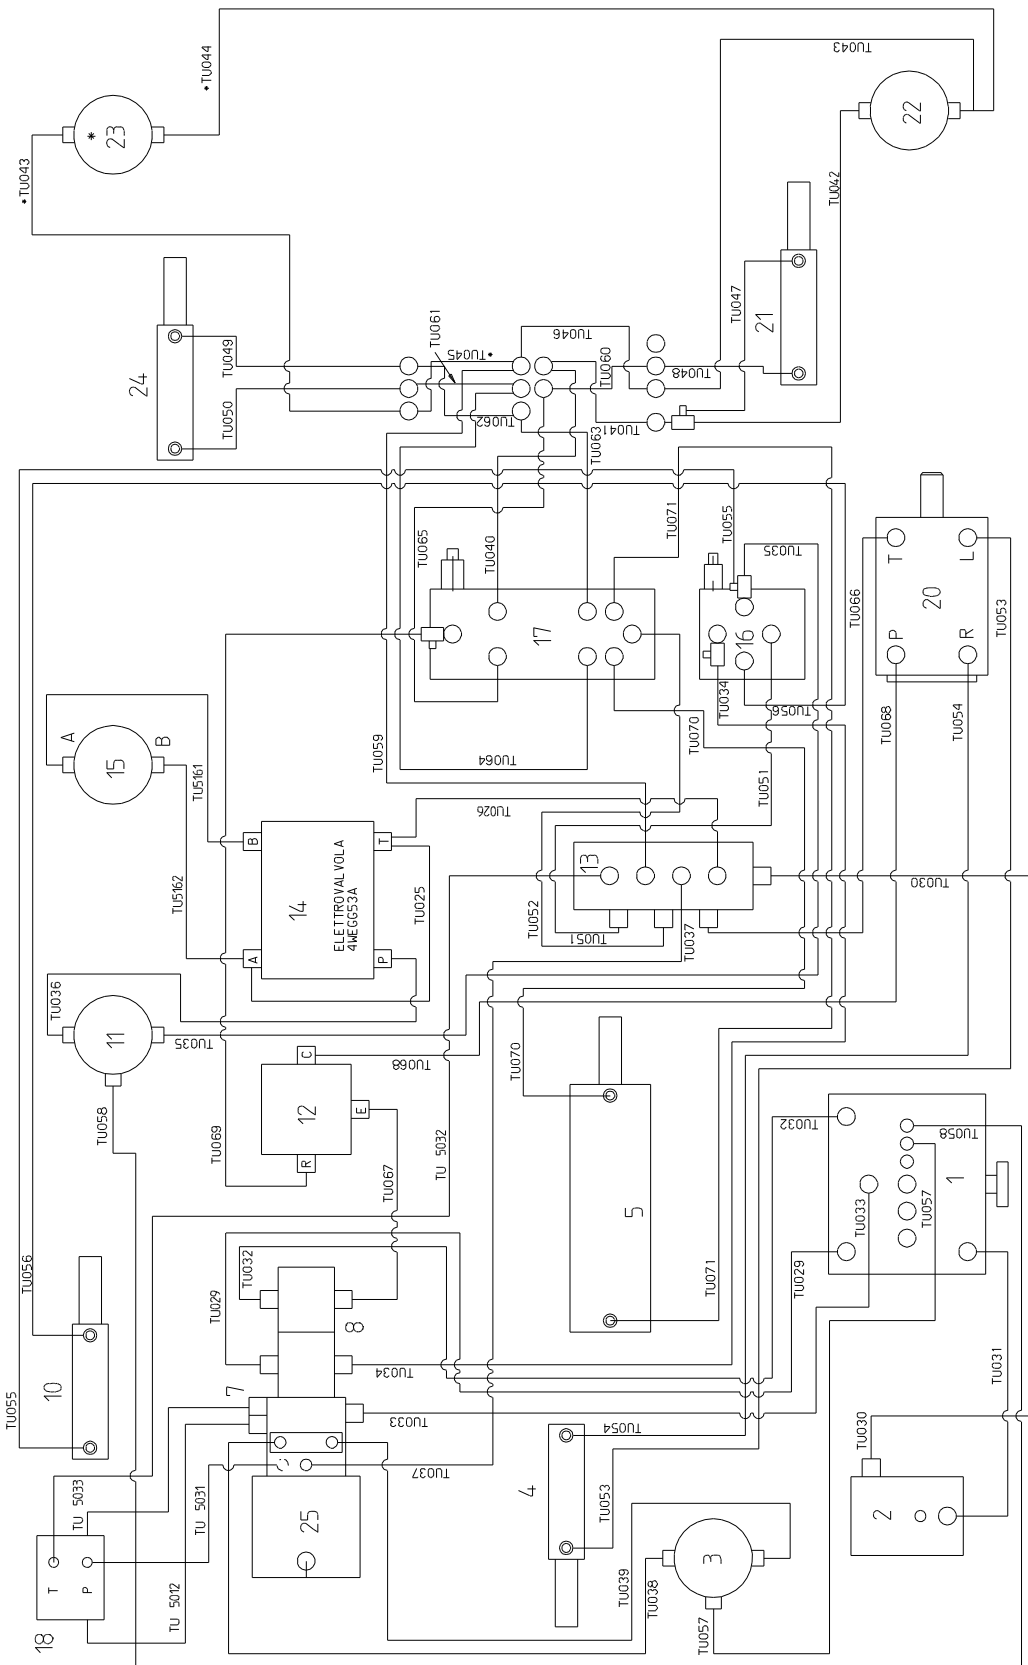 *TU044
TU043
*TU043
*
23
22
TU042
TU047
TU061
TU046
*TU045
TU049
TU060
24
21
TU048
TU050
TU062
TU041
TU063
TU071
TU055
TU035
TU065
TU040
TU066
T
L
20
TU053
P
R
17
16
TU034
TU056
TU068
TU054
TU059
TU070
TU064
TU051
A
15
B
TU5161
TU026
TU5162
B
T
14
ELETTROVALVOLA
4WEGG53A
TU025
A
P
13
TU030
TU052
TU051
TU037
TU036
11
TU035
C
TU068
TU070
TU058
12
E
R
TU069
TU 5032
TU067
TU032
TU058
1
TU033
TU057
5
TU056
TU032
TU029
TU071
TU029
8
TU034
TU031
10
7
TU055
TU033
TU054
TU030
TU037
TU 5033
TU 5031
4
TU053
2
25
T
P
3
TU039
TU038
TU 5012
18
TU057